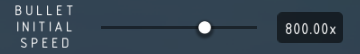 BULLET
INITIAL
SPEED
800.00x